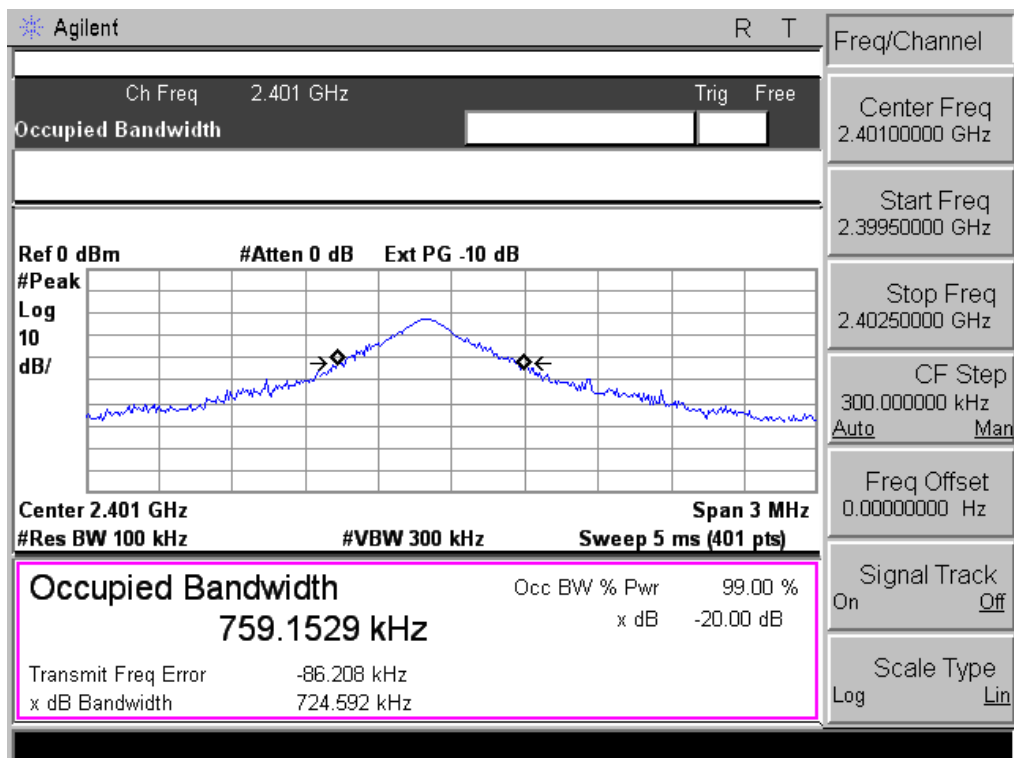 Agilent
R T
Ch Freq 2.401 GHz
Trig Free
Occupied Bandwidth
Ref 0 dBm
#Atten 0 dB
Ext PG -10 dB
#Peak
Log
10
dB/
Center 2.401 GHz
Span 3 MHz
#Res BW 100 kHz
#VBW 300 kHz
Sweep 5 ms (401 pts)
Occupied Bandwidth
759.1529 kHz
Occ BW % Pwr 99.00 %
x dB -20.00 dB
Transmit Freq Error -86.208 kHz
x dB Bandwidth 724.592 kHz
Freq/Channel
Center Freq
2.40100000 GHz
Start Freq
2.39950000 GHz
Stop Freq
2.40250000 GHz
CF Step
300.000000 kHz
Auto Man
Freq Offset
0.00000000 Hz
Signal Track
On Off
Scale Type
Log Lin